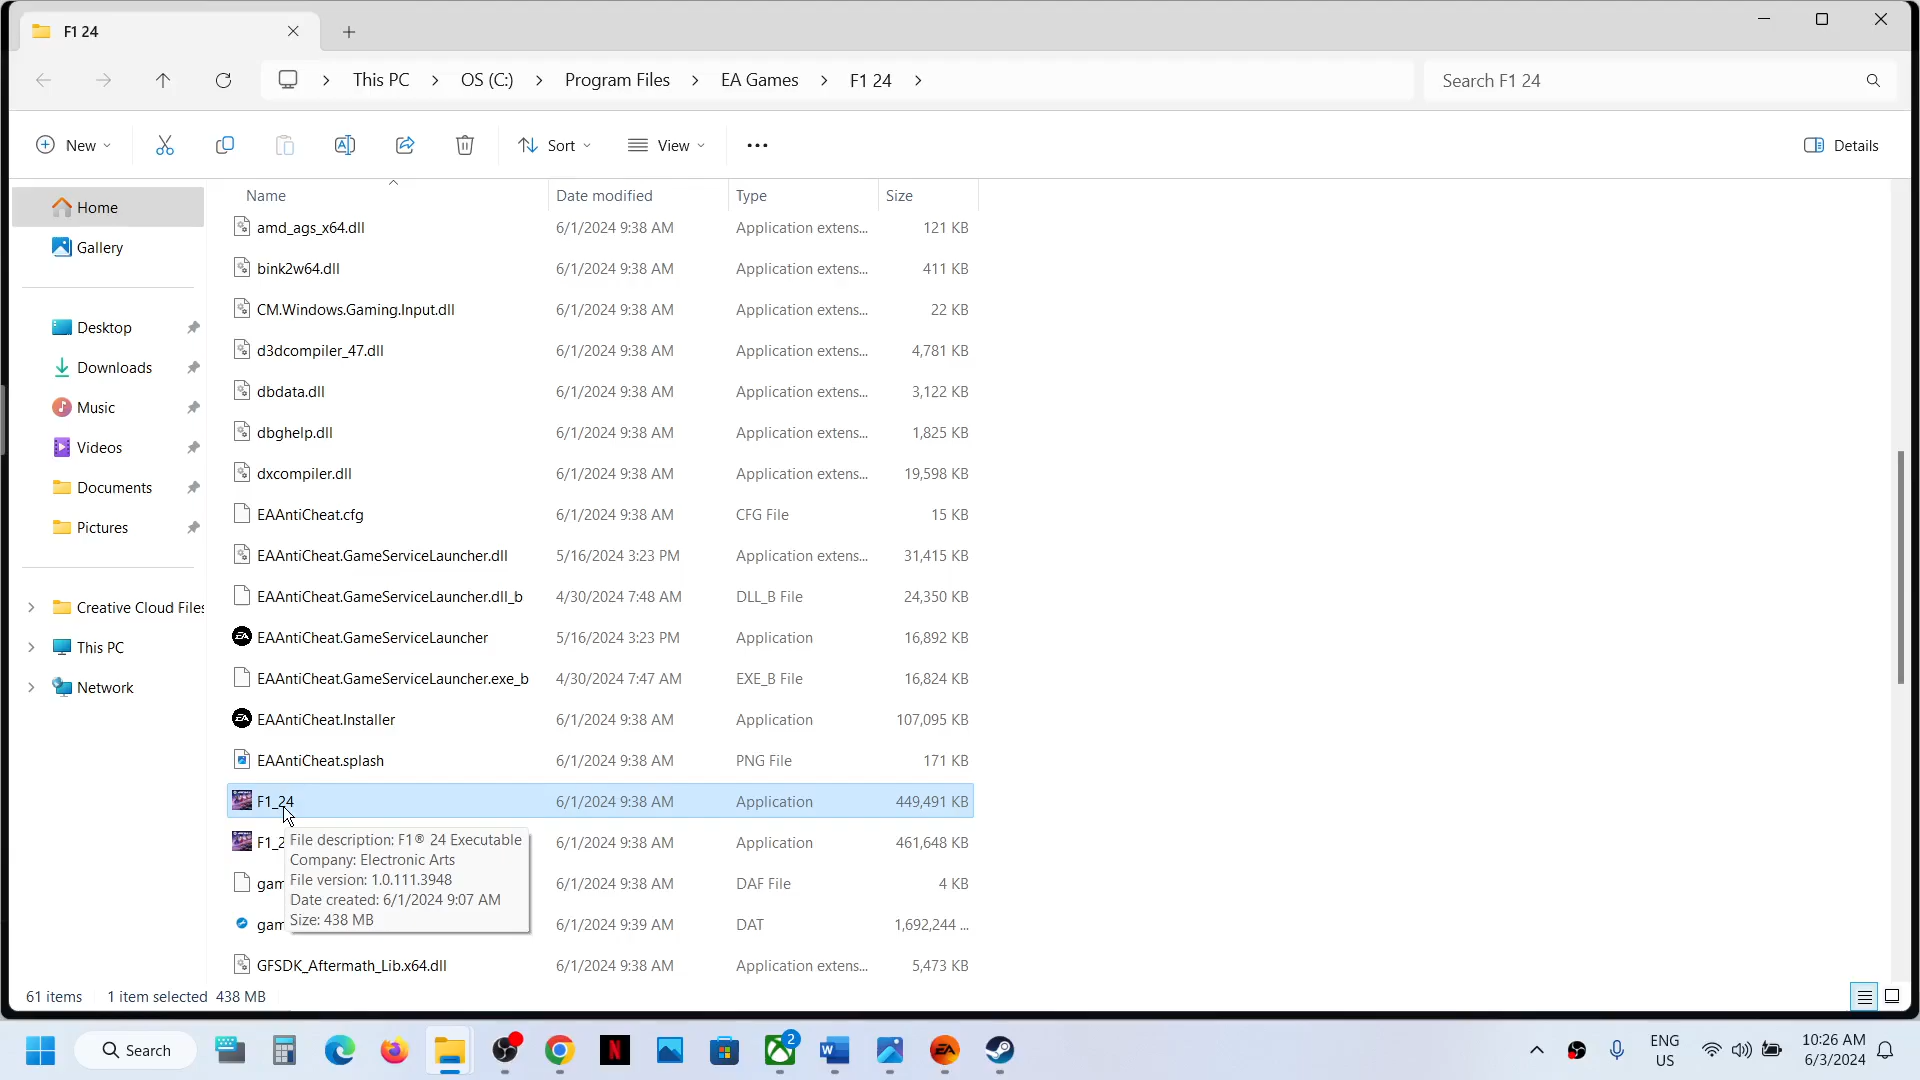 F1 24
This PC
OS (C:)
Program Files
EA Games
F1 24
Search F1 24
New
Sort
View
Details
Name
Date modified
Type
Size
Home
Gallery
Desktop
Downloads
Music
Videos
Documents
Pictures
Creative Cloud Files
This PC
Network
amd_ags_x64.dll 6/1/2024 9:38 AM Application extens... 121 KB
bink2w64.dll 6/1/2024 9:38 AM Application extens... 411 KB
CM.Windows.Gaming.Input.dll 6/1/2024 9:38 AM Application extens... 22 KB
d3dcompiler_47.dll 6/1/2024 9:38 AM Application extens... 4,781 KB
dbdata.dll 6/1/2024 9:38 AM Application extens... 3,122 KB
dbghelp.dll 6/1/2024 9:38 AM Application extens... 1,825 KB
dxcompiler.dll 6/1/2024 9:38 AM Application extens... 19,598 KB
EAAntiCheat.cfg 6/1/2024 9:38 AM CFG File 15 KB
EAAntiCheat.GameServiceLauncher.dll 5/16/2024 3:23 PM Application extens... 31,415 KB
EAAntiCheat.GameServiceLauncher.dll_b 4/30/2024 7:48 AM DLL_B File 24,350 KB
EAAntiCheat.GameServiceLauncher 5/16/2024 3:23 PM Application 16,892 KB
EAAntiCheat.GameServiceLauncher.exe_b 4/30/2024 7:47 AM EXE_B File 16,824 KB
EAAntiCheat.Installer 6/1/2024 9:38 AM Application 107,095 KB
EAAntiCheat.splash 6/1/2024 9:38 AM PNG File 171 KB
F1_24 6/1/2024 9:38 AM Application 449,491 KB
F1_2 6/1/2024 9:38 AM Application 461,648 KB
gam 6/1/2024 9:38 AM DAF File 4 KB
gam 6/1/2024 9:39 AM DAT 1,692,244 ...
GFSDK_Aftermath_Lib.x64.dll 6/1/2024 9:38 AM Application extens... 5,473 KB
File description: F1® 24 Executable
Company: Electronic Arts
File version: 1.0.111.3948
Date created: 6/1/2024 9:07 AM
Size: 438 MB
61 items 1 item selected 438 MB
Search
2
ENG
US
10:26 AM
6/3/2024